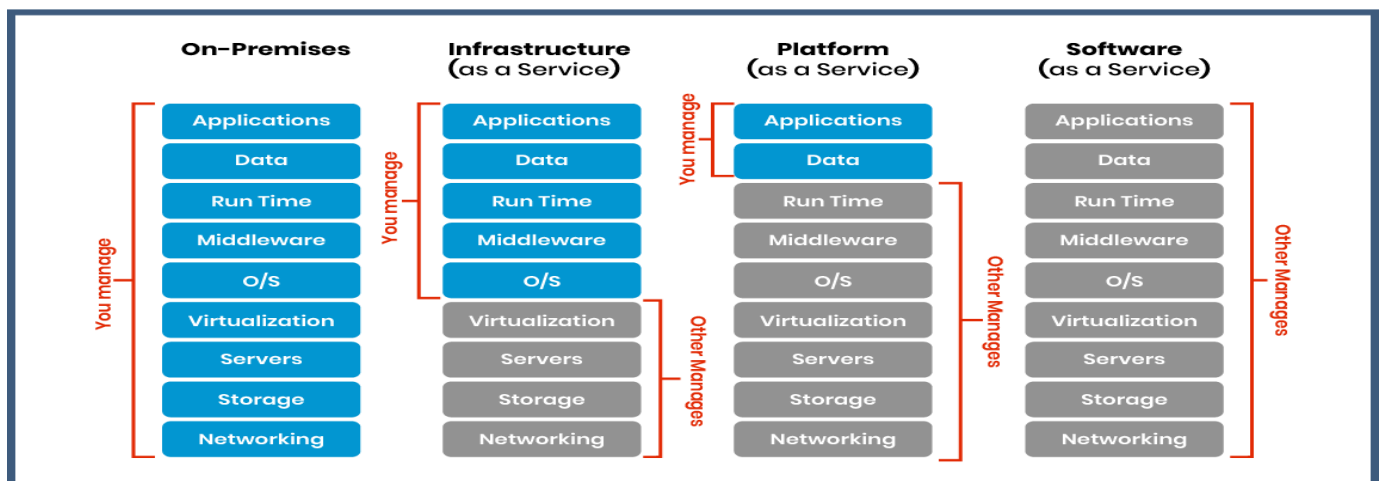 On-Premises
Infrastructure
(as a Service)
Platform
(as a Service)
Software
(as a Service)
You manage
Applications
Data
Run Time
Middleware
O/S
Virtualization
Servers
Storage
Networking
You manage
Applications
Data
Run Time
Middleware
O/S
Virtualization
Servers
Storage
Networking
Other Manages
You manage
Applications
Data
Run Time
Middleware
O/S
Virtualization
Servers
Storage
Networking
Other Manages
Applications
Data
Run Time
Middleware
O/S
Virtualization
Servers
Storage
Networking
Other Manages